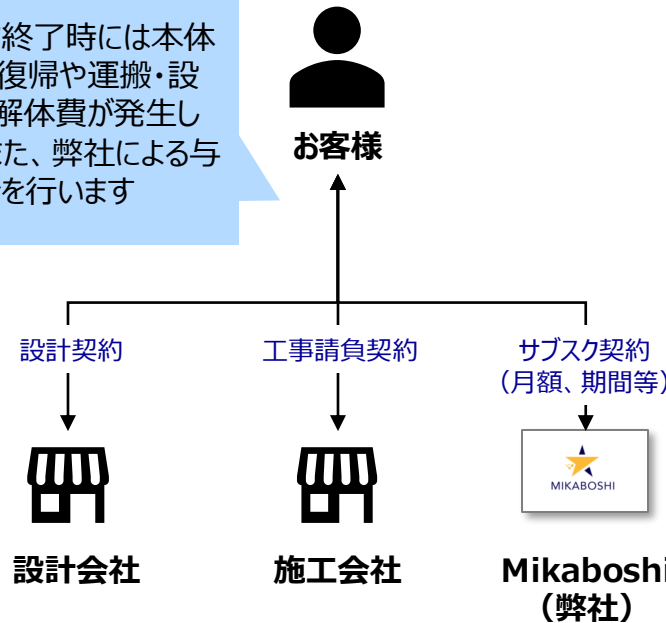 終了時には本体
復帰や運搬・設
解体費が発生し
た、弊社による与
を行います
お客様
設計契約
工事請負契約
サブスク契約
（月額、期間等）
MIKABOSHI
設計会社
施工会社
Mikaboshi
（弊社）